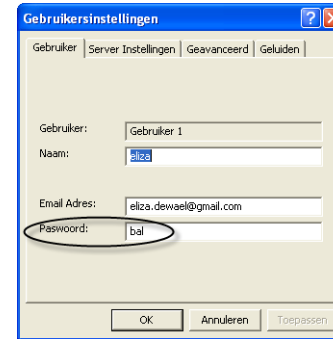 Gebruikersinstellingen
Gebruiker Server Instellingen Geavanceerd Geluiden
Gebruiker: Gebruiker 1
Naam: eliza
Email Adres: eliza.dewael@gmail.com
Paswoord: bal
OK Annuleren Toepassen